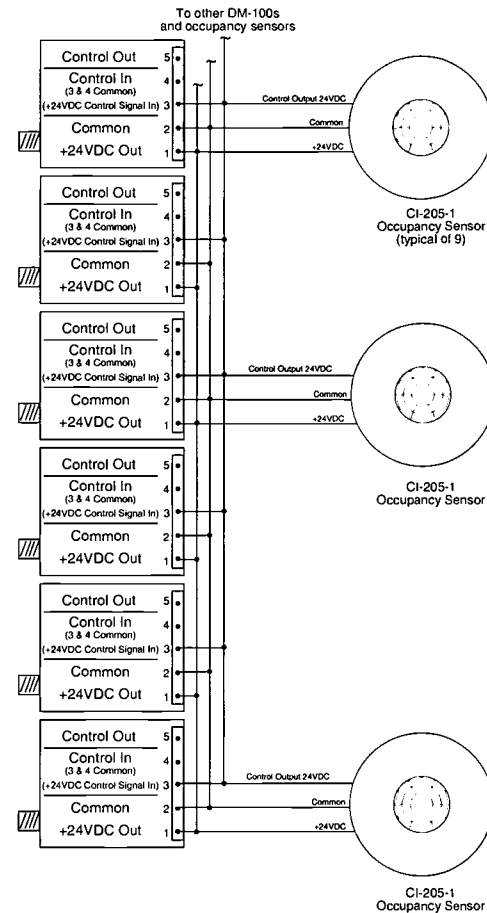 To other DM-100s
and occupancy sensors
Control Out 5
Control In 4
(3 & 4 Common)
(+24VDC Control Signal In) 3
Common 2
+24VDC Out 1
Control Output 24VDC
Common
+24VDC
CI-205-1
Occupancy Sensor
(typical of 9)
Control Out 5
Control In 4
(3 & 4 Common)
(+24VDC Control Signal In) 3
Common 2
+24VDC Out 1
Control Out 5
Control In 4
(3 & 4 Common)
(+24VDC Control Signal In) 3
Common 2
+24VDC Out 1
Control Output 24VDC
Common
+24VDC
CI-205-1
Occupancy Sensor
Control Out 5
Control In 4
(3 & 4 Common)
(+24VDC Control Signal In) 3
Common 2
+24VDC Out 1
Control Out 5
Control In 4
(3 & 4 Common)
(+24VDC Control Signal In) 3
Common 2
+24VDC Out 1
Control Out 5
Control In 4
(3 & 4 Common)
(+24VDC Control Signal In) 3
Common 2
+24VDC Out 1
Control Output 24VDC
Common
+24VDC
CI-205-1
Occupancy Sensor